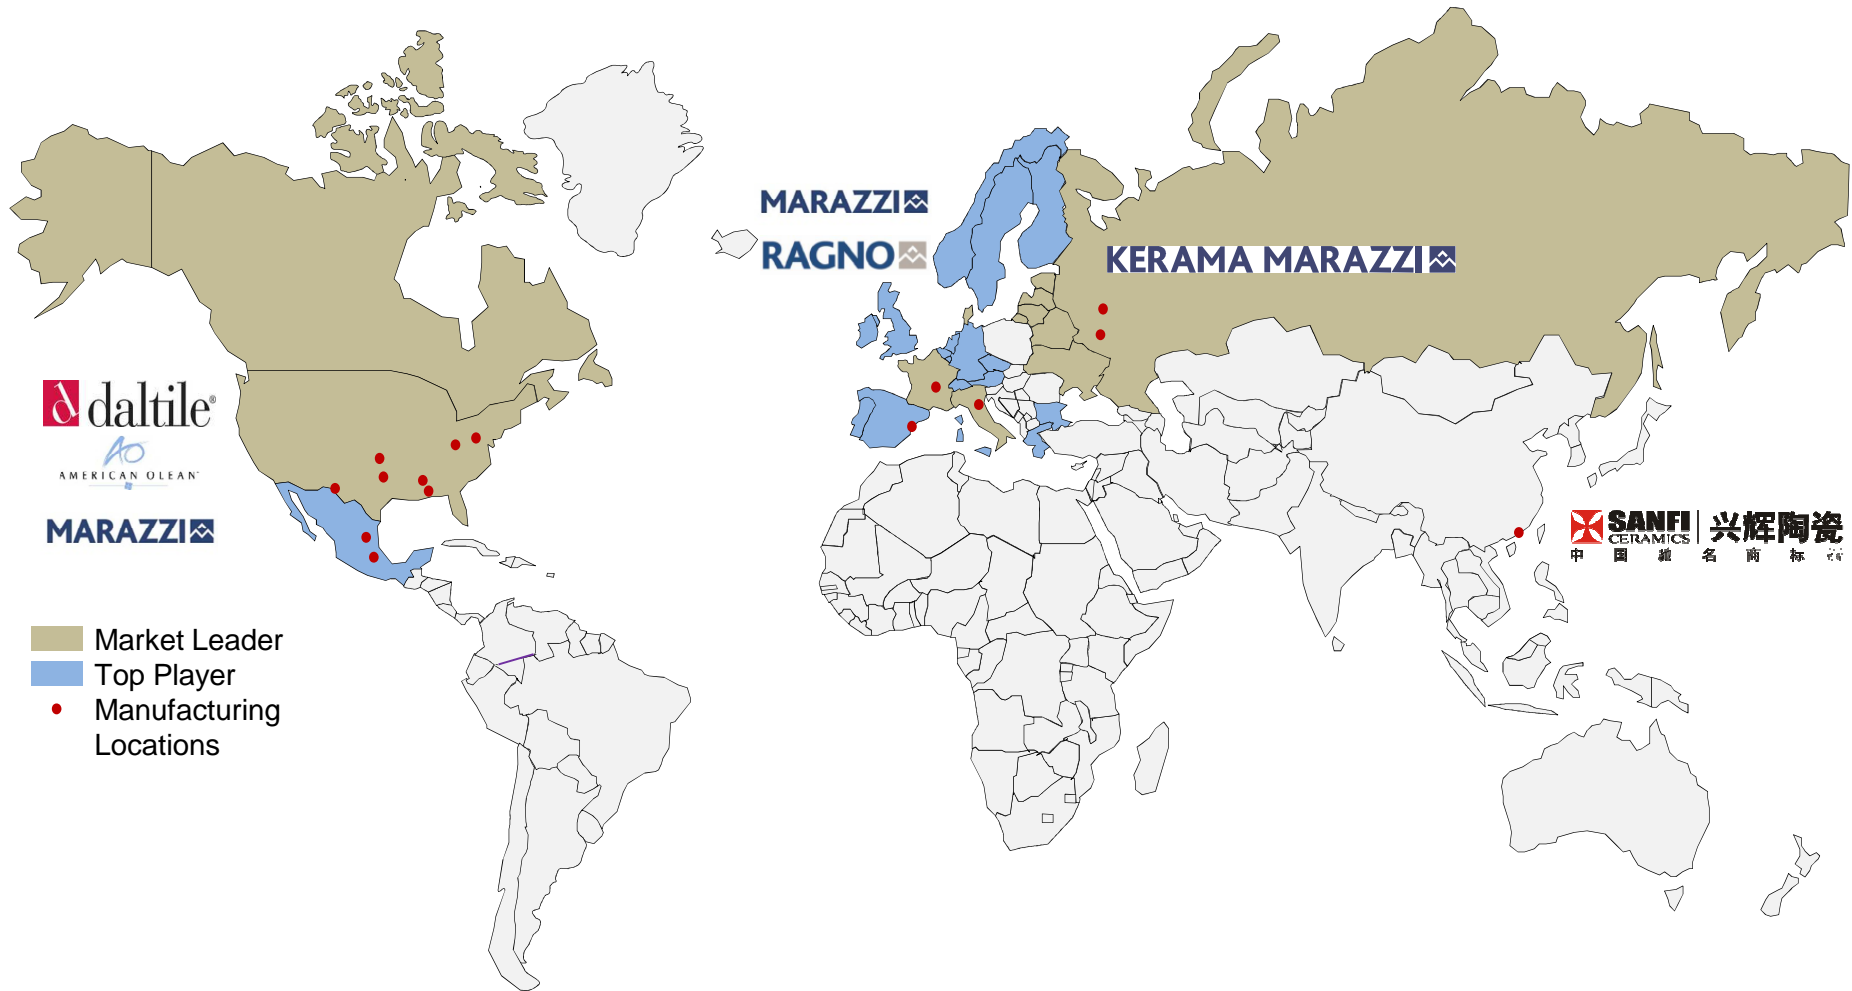 MARAZZI
RAGNO
KERAMA MARAZZI
daltile®
AO
AMERICAN OLEAN
MARAZZI
SANFI
CERAMICS
兴辉陶瓷
中国驰名商标
Market Leader
Top Player
Manufacturing
Locations